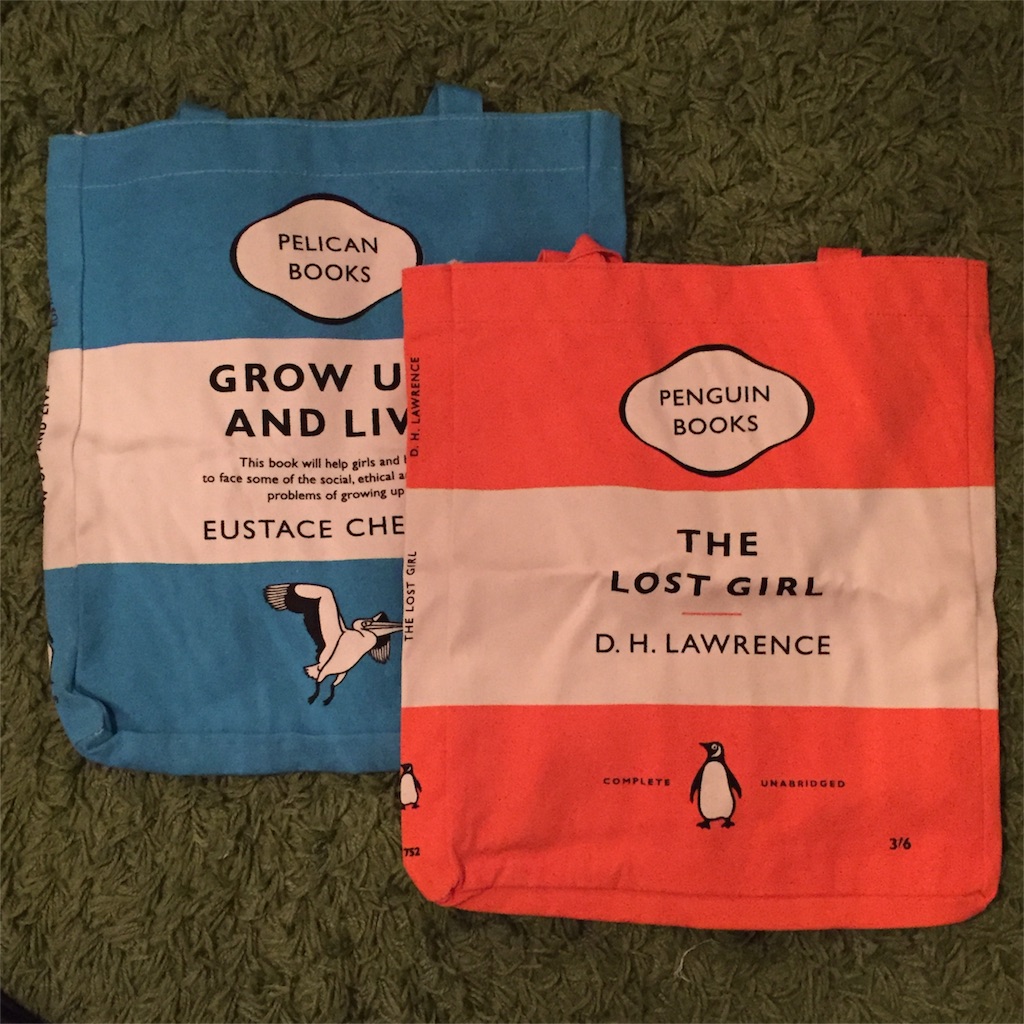 PELICAN
BOOKS
GROW U
AND LIV
This book will help girls and
to face some of the social, ethical a
problems of growing up
EUSTACE CHE
D. H. LAWRENCE
THE LOST GIRL
752
PENGUIN
BOOKS
THE
LOST GIRL
D. H. LAWRENCE
COMPLETE UNABRIDGED
3/6